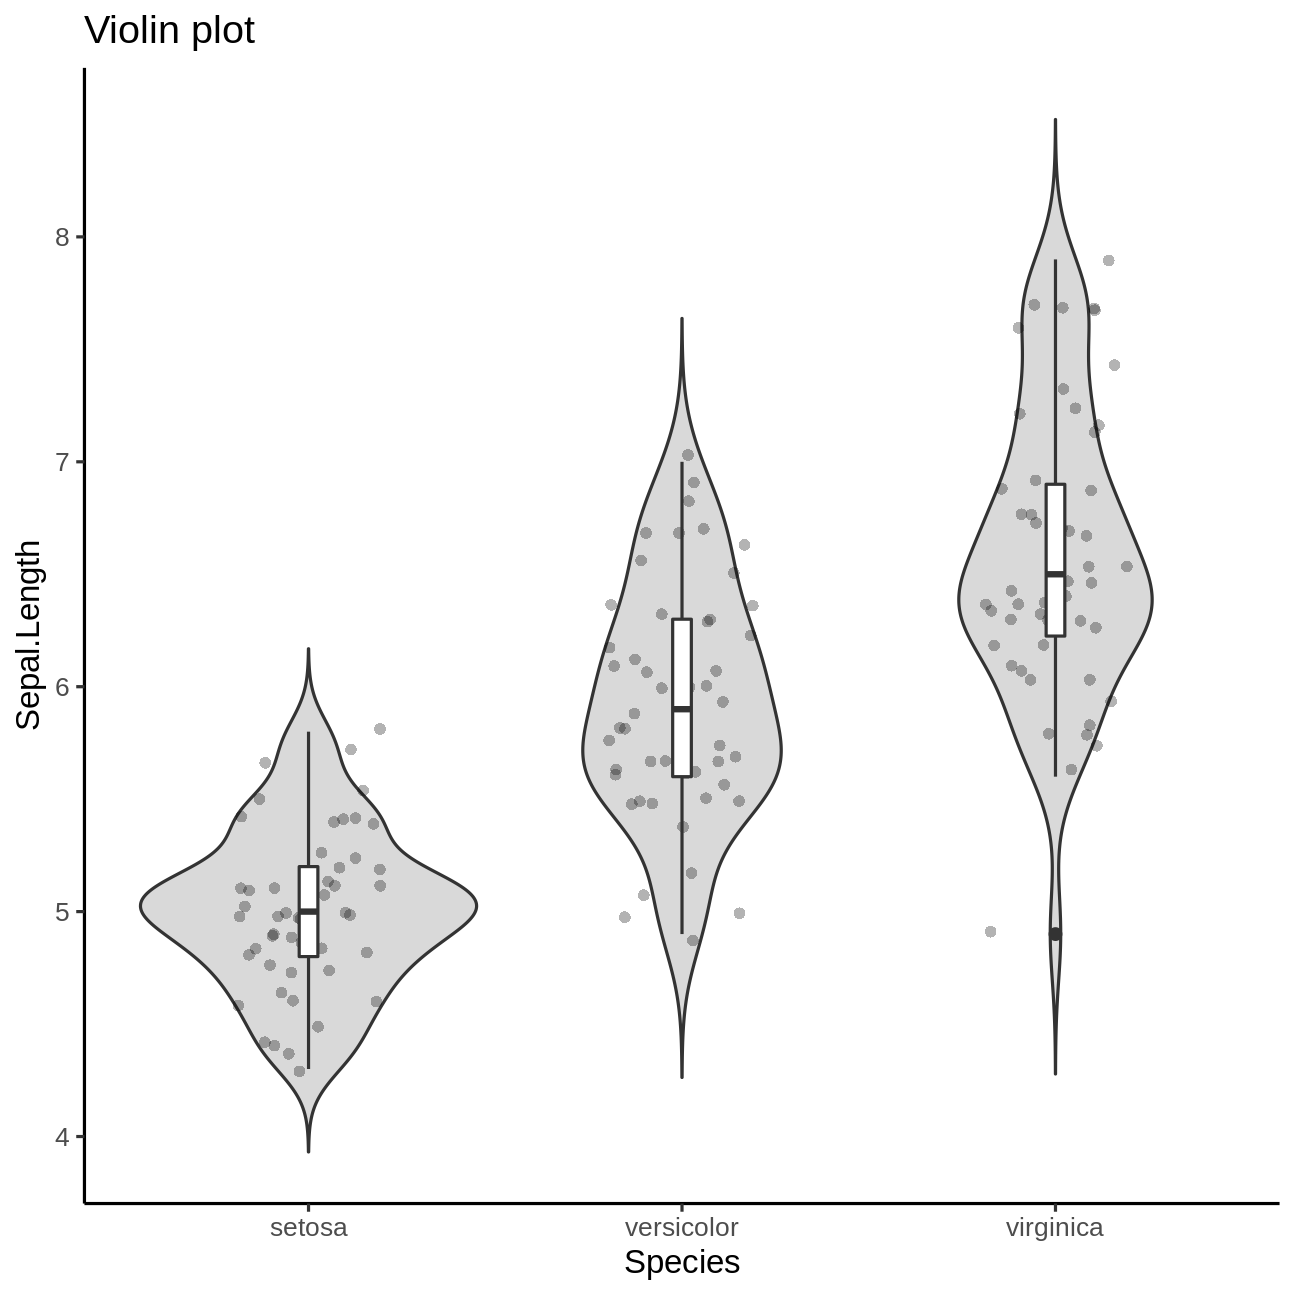 Violin plot
Sepal.Length
8
7
6
5
4
setosa
versicolor
virginica
Species